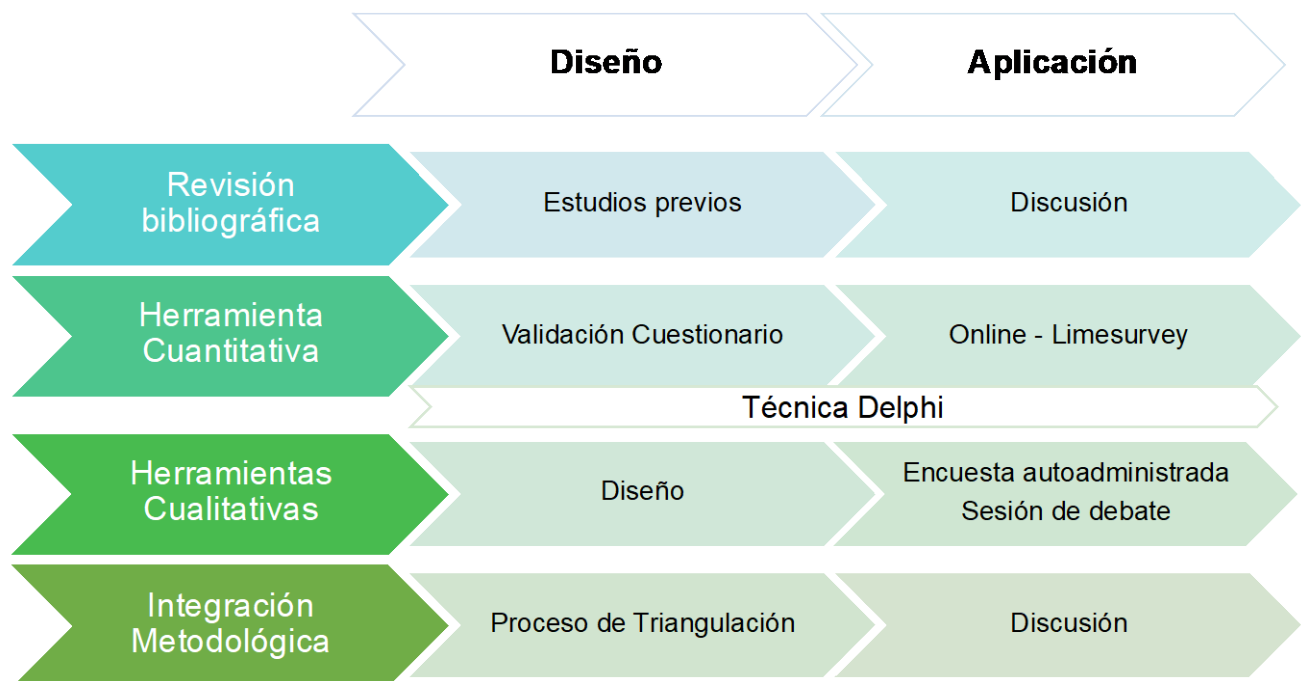 Diseño
Aplicación
Revisión
bibliográfica
Estudios previos
Discusión
Herramienta
Cuantitativa
Validación Cuestionario
Online - Limesurvey
Técnica Delphi
Herramientas
Cualitativas
Diseño
Encuesta autoadministrada
Sesión de debate
Integración
Metodológica
Proceso de Triangulación
Discusión